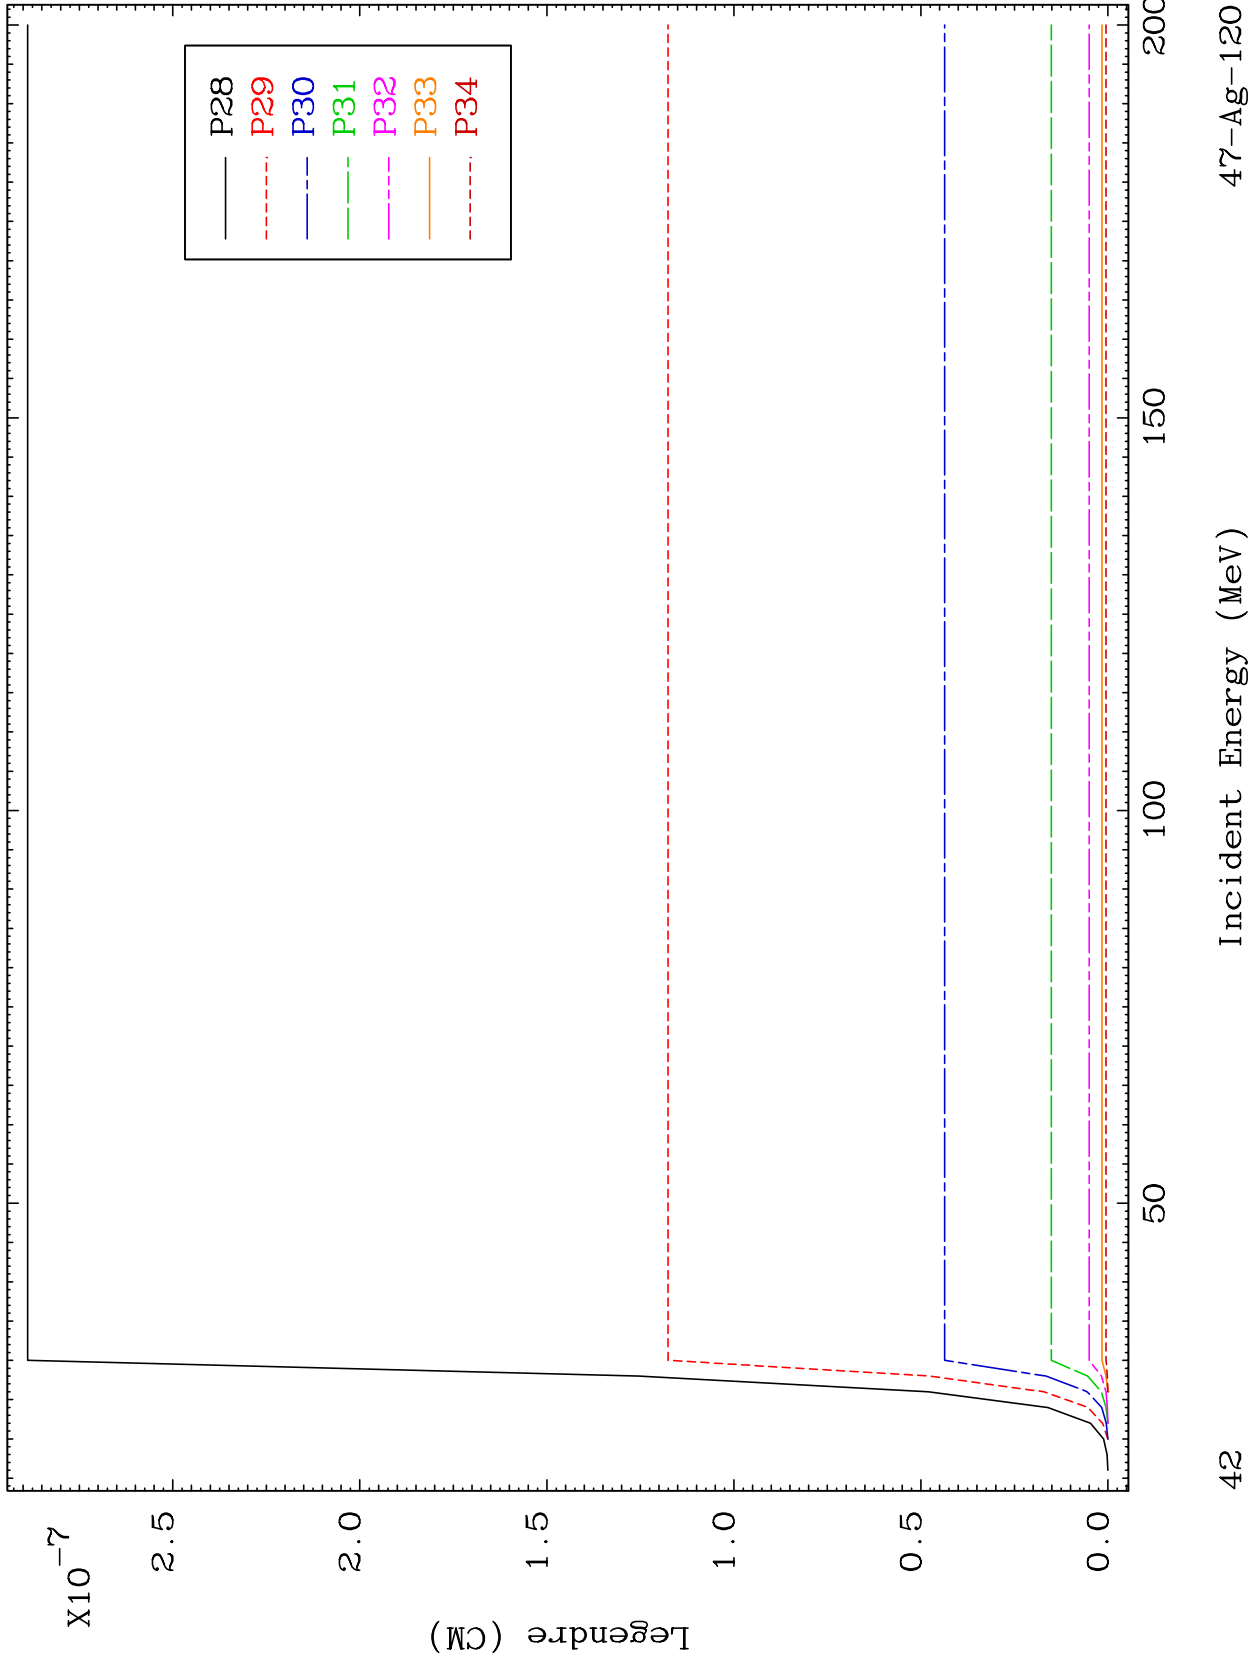 X10-7
2.5
2.0
1.5
1.0
0.5
0.0
Legendre (CM)
P28
P29
P30
P31
P32
P33
P34
50
100
150
200
42
Incident Energy (MeV)
47-Ag-120